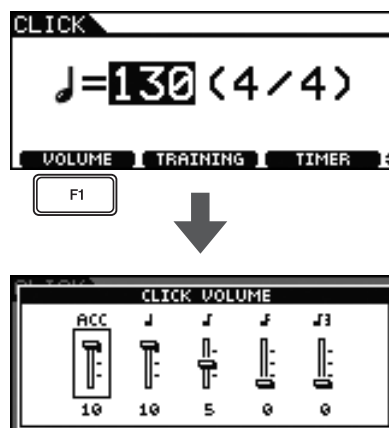 CLICK
♩=130(4/4)
VOLUME TRAINING TIMER
F1
CLICK VOLUME
ACC
10 10 5 0 0